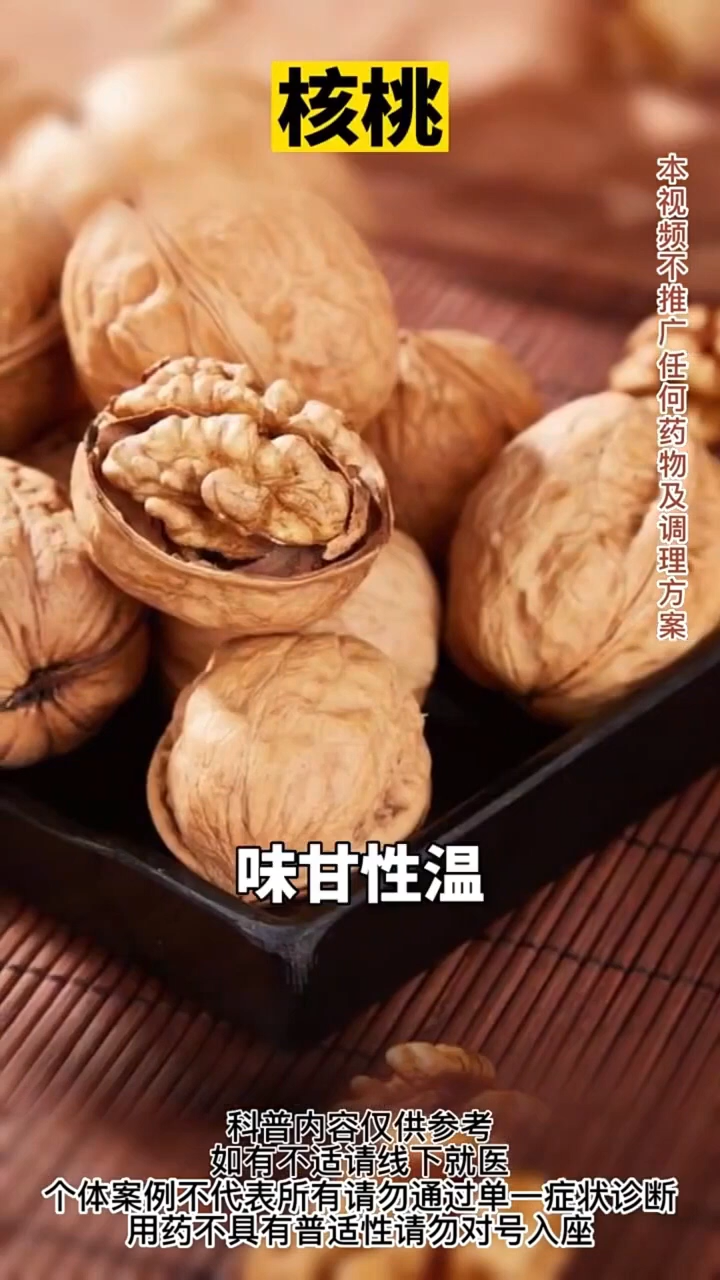 核桃
本视频不推广任何药物及调理方案
味甘性温
科普内容仅供参考
如有不适请线下就医
个体案例不代表所有请勿通过单一症状诊断
用药不具有普适性请勿对号入座